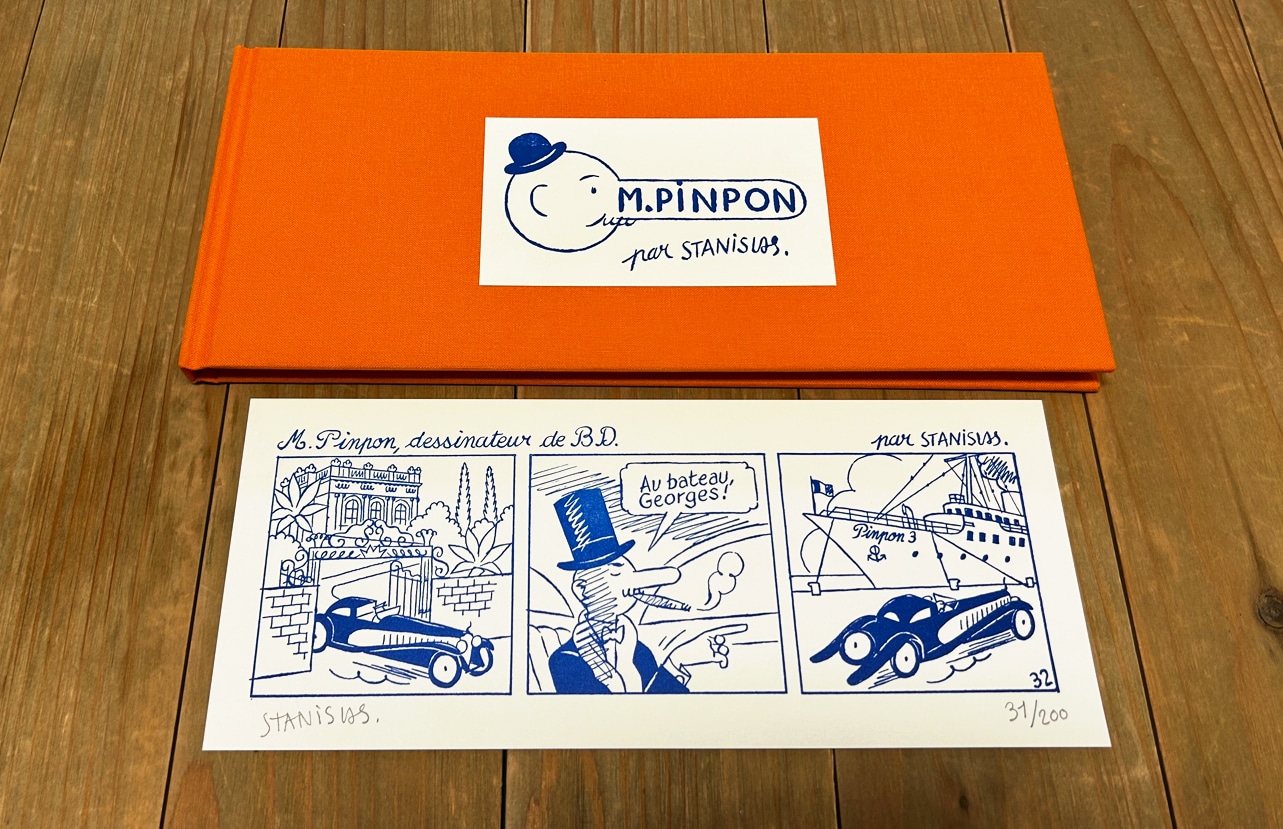 M.PiNPON
par STANiSLAS.
M. Pinpon, dessinateur de B.D.
par STANiSLAS.
Au bateau,
Georges!
Pinpon 3
32
STANiSLAS.
31/200